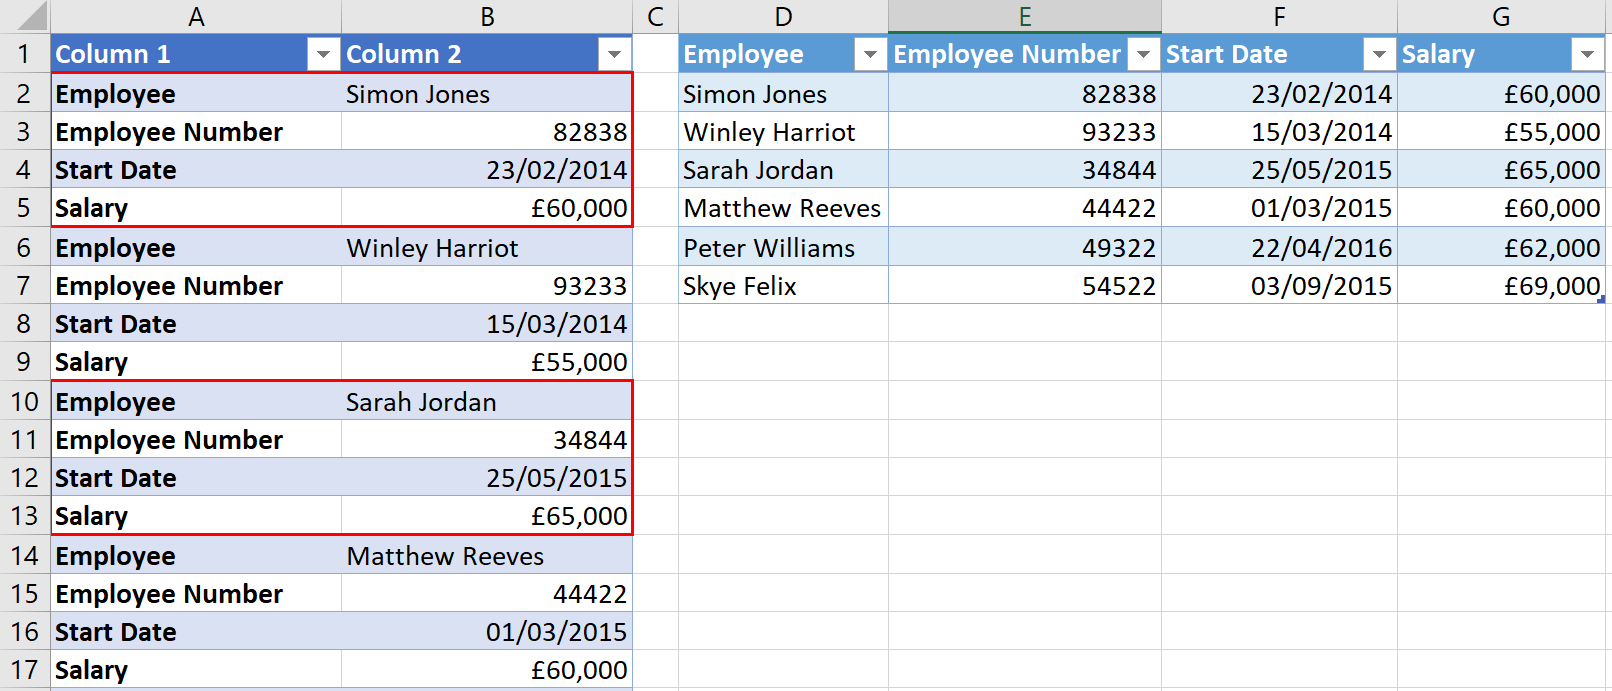 A B C D E F G
1 Column 1 Column 2 Employee Employee Number Start Date Salary
2 Employee Simon Jones Simon Jones 82838 23/02/2014 £60,000
3 Employee Number 82838 Winley Harriot 93233 15/03/2014 £55,000
4 Start Date 23/02/2014 Sarah Jordan 34844 25/05/2015 £65,000
5 Salary £60,000 Matthew Reeves 44422 01/03/2015 £60,000
6 Employee Winley Harriot Peter Williams 49322 22/04/2016 £62,000
7 Employee Number 93233 Skye Felix 54522 03/09/2015 £69,000
8 Start Date 15/03/2014
9 Salary £55,000
10 Employee Sarah Jordan
11 Employee Number 34844
12 Start Date 25/05/2015
13 Salary £65,000
14 Employee Matthew Reeves
15 Employee Number 44422
16 Start Date 01/03/2015
17 Salary £60,000